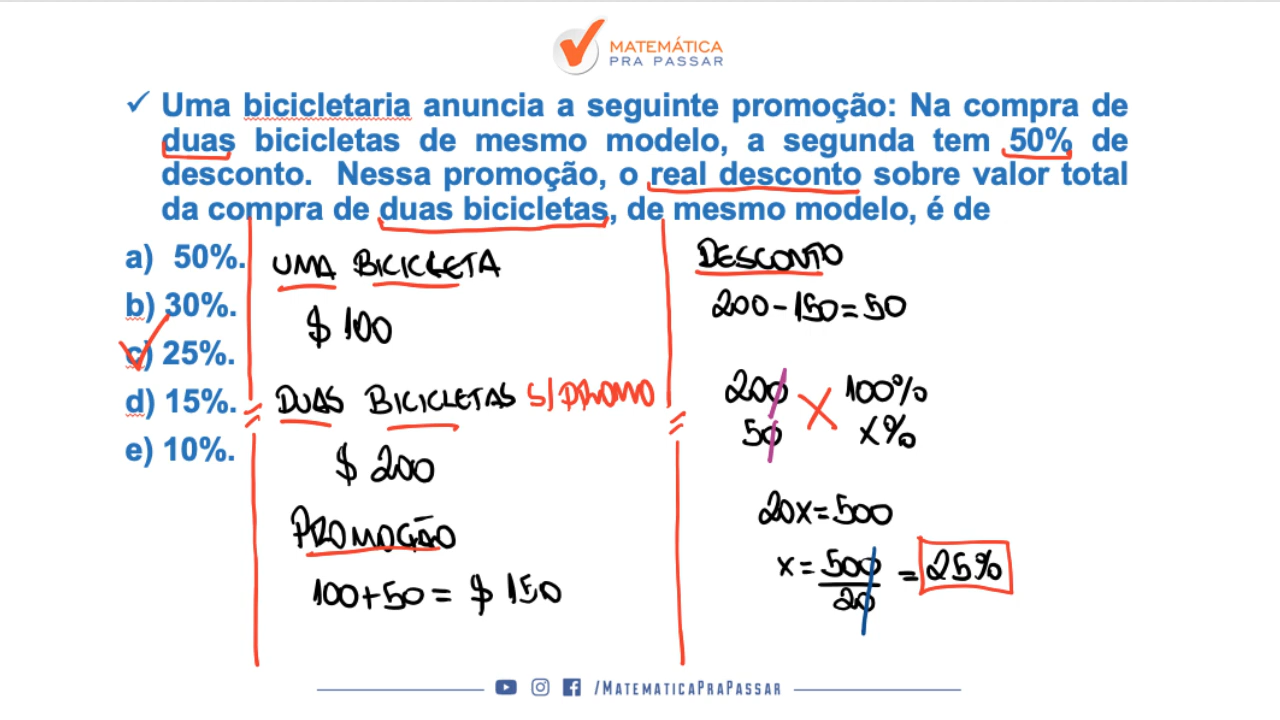 MATEMÁTICA
PRA PASSAR
✓ Uma bicicletaria anuncia a seguinte promoção: Na compra de
duas bicicletas de mesmo modelo, a segunda tem 50% de
desconto. Nessa promoção, o real desconto sobre valor total
da compra de duas bicicletas, de mesmo modelo, é de
a) 50%.
b) 30%.
c) 25%.
d) 15%.
e) 10%.
UMA BICICLETA
$ 100
DUAS BICICLETAS S/PROMO
$ 200
PROMOÇÃO
100+50 = $ 150
DESCONTO
200-150=50
200 100%
50 x%
20x=500
x = 500/20 = 25%
/MATEMATICAPRAPASSAR